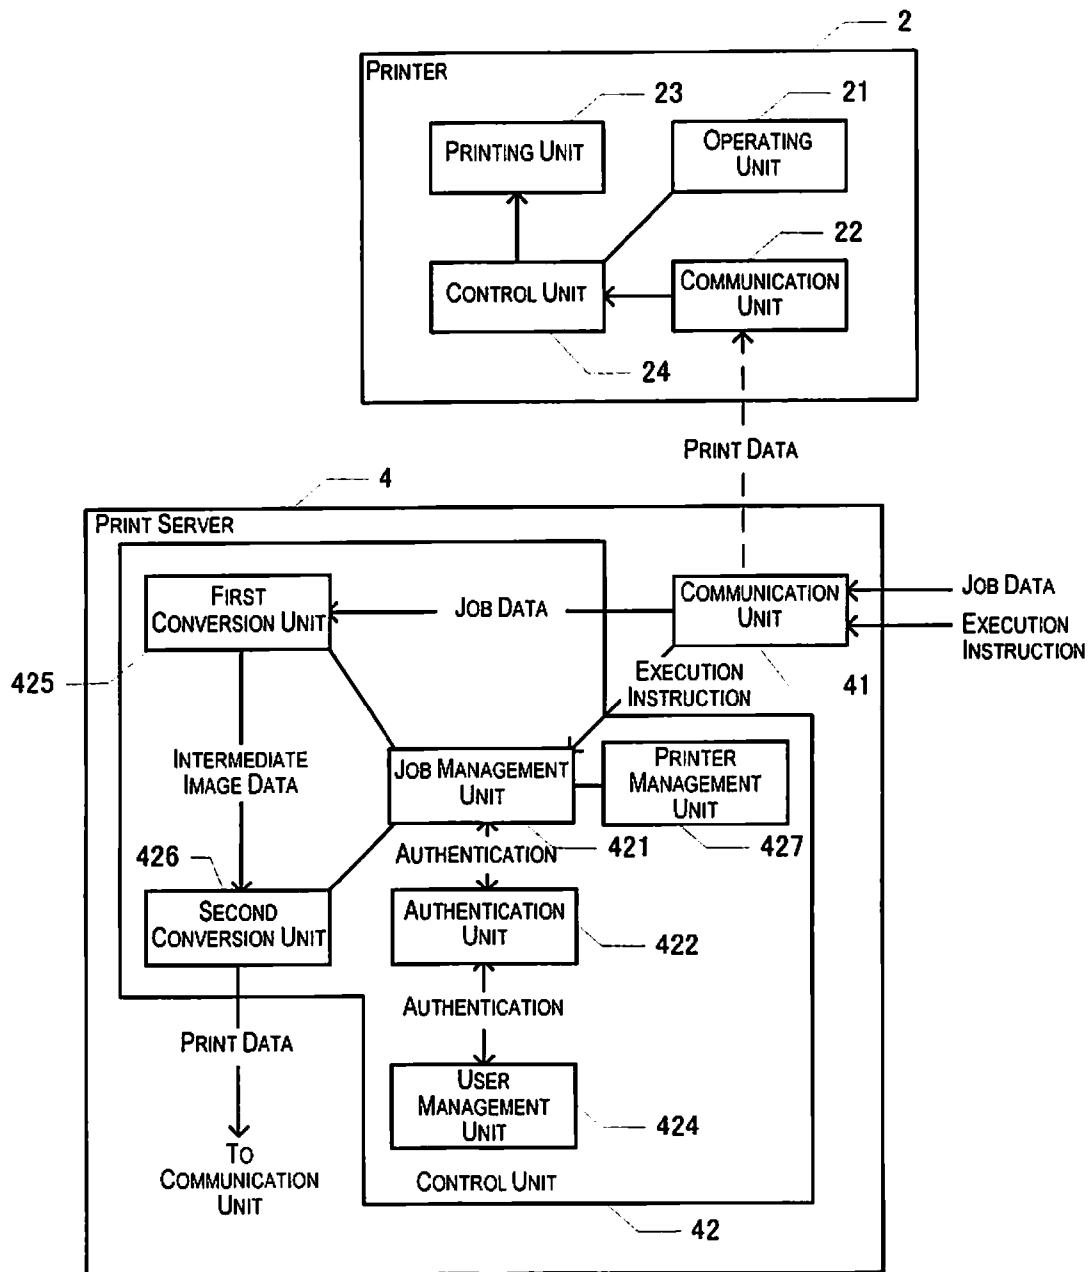 2
PRINTER
23
21
PRINTING UNIT
OPERATING
UNIT
22
CONTROL UNIT
COMMUNICATION
UNIT
24
PRINT DATA
4
PRINT SERVER
FIRST
CONVERSION UNIT
JOB DATA
COMMUNICATION
UNIT
JOB DATA
EXECUTION
INSTRUCTION
425
EXECUTION
INSTRUCTION
41
INTERMEDIATE
IMAGE DATA
JOB MANAGEMENT
UNIT
PRINTER
MANAGEMENT
UNIT
426
AUTHENTICATION
421
427
SECOND
CONVERSION UNIT
AUTHENTICATION
UNIT
422
AUTHENTICATION
PRINT DATA
USER
MANAGEMENT
UNIT
424
TO
COMMUNICATION
UNIT
CONTROL UNIT
42